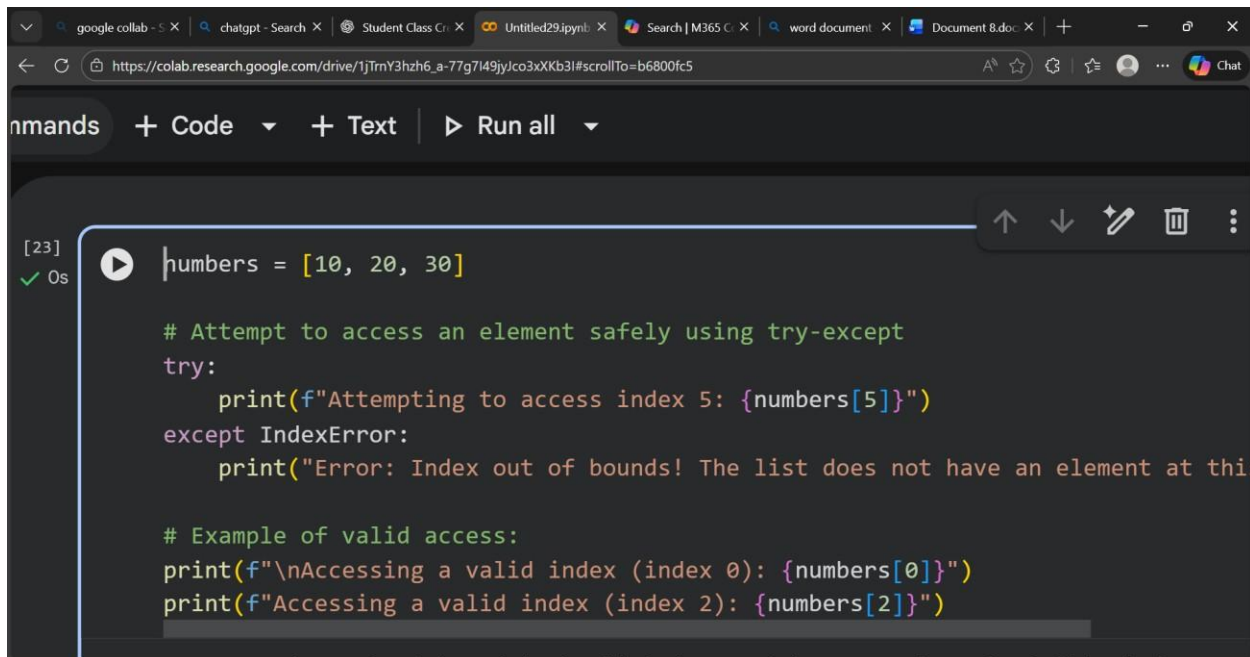 google collab - S
chatgpt - Search
Student Class Cre
Untitled29.ipynb
Search | M365 Co
word document
Document 8.doc
https://colab.research.google.com/drive/1jTrnY3hzh6_a-77g7I49jyJco3xXKb3I#scrollTo=b6800fc5
Chat
mmands + Code + Text Run all
[23]
0s
numbers = [10, 20, 30]
# Attempt to access an element safely using try-except
try:
print(f"Attempting to access index 5: {numbers[5]}")
except IndexError:
print("Error: Index out of bounds! The list does not have an element at thi
# Example of valid access:
print(f"\nAccessing a valid index (index 0): {numbers[0]}")
print(f"Accessing a valid index (index 2): {numbers[2]}")